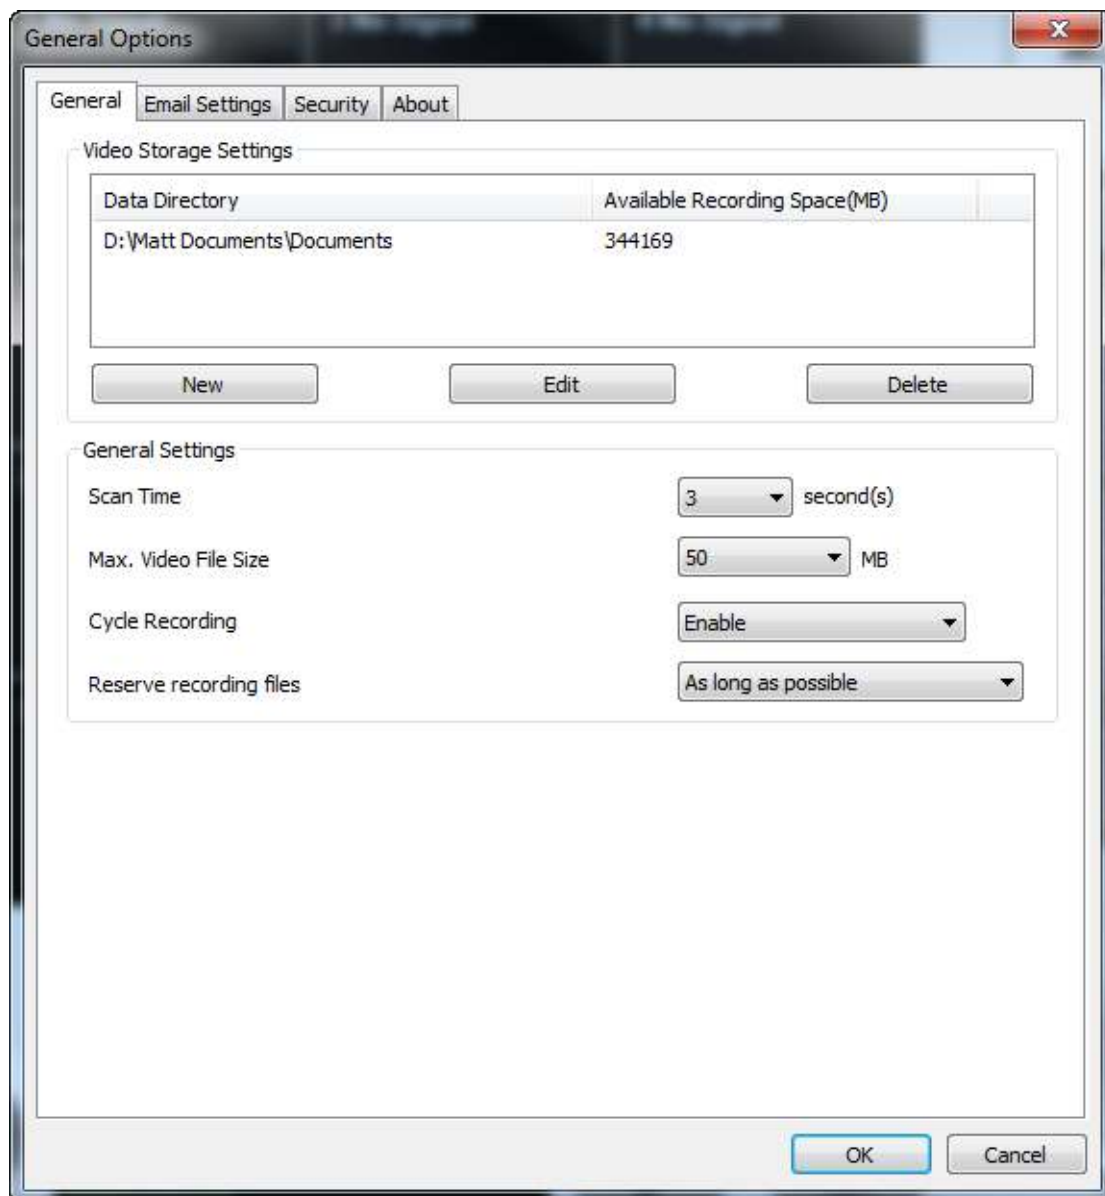 General Options
General Email Settings Security About
Video Storage Settings
Data Directory Available Recording Space(MB)
D:\Matt Documents\Documents 344169
New Edit Delete
General Settings
Scan Time 3 second(s)
Max. Video File Size 50 MB
Cycle Recording Enable
Reserve recording files As long as possible
OK Cancel